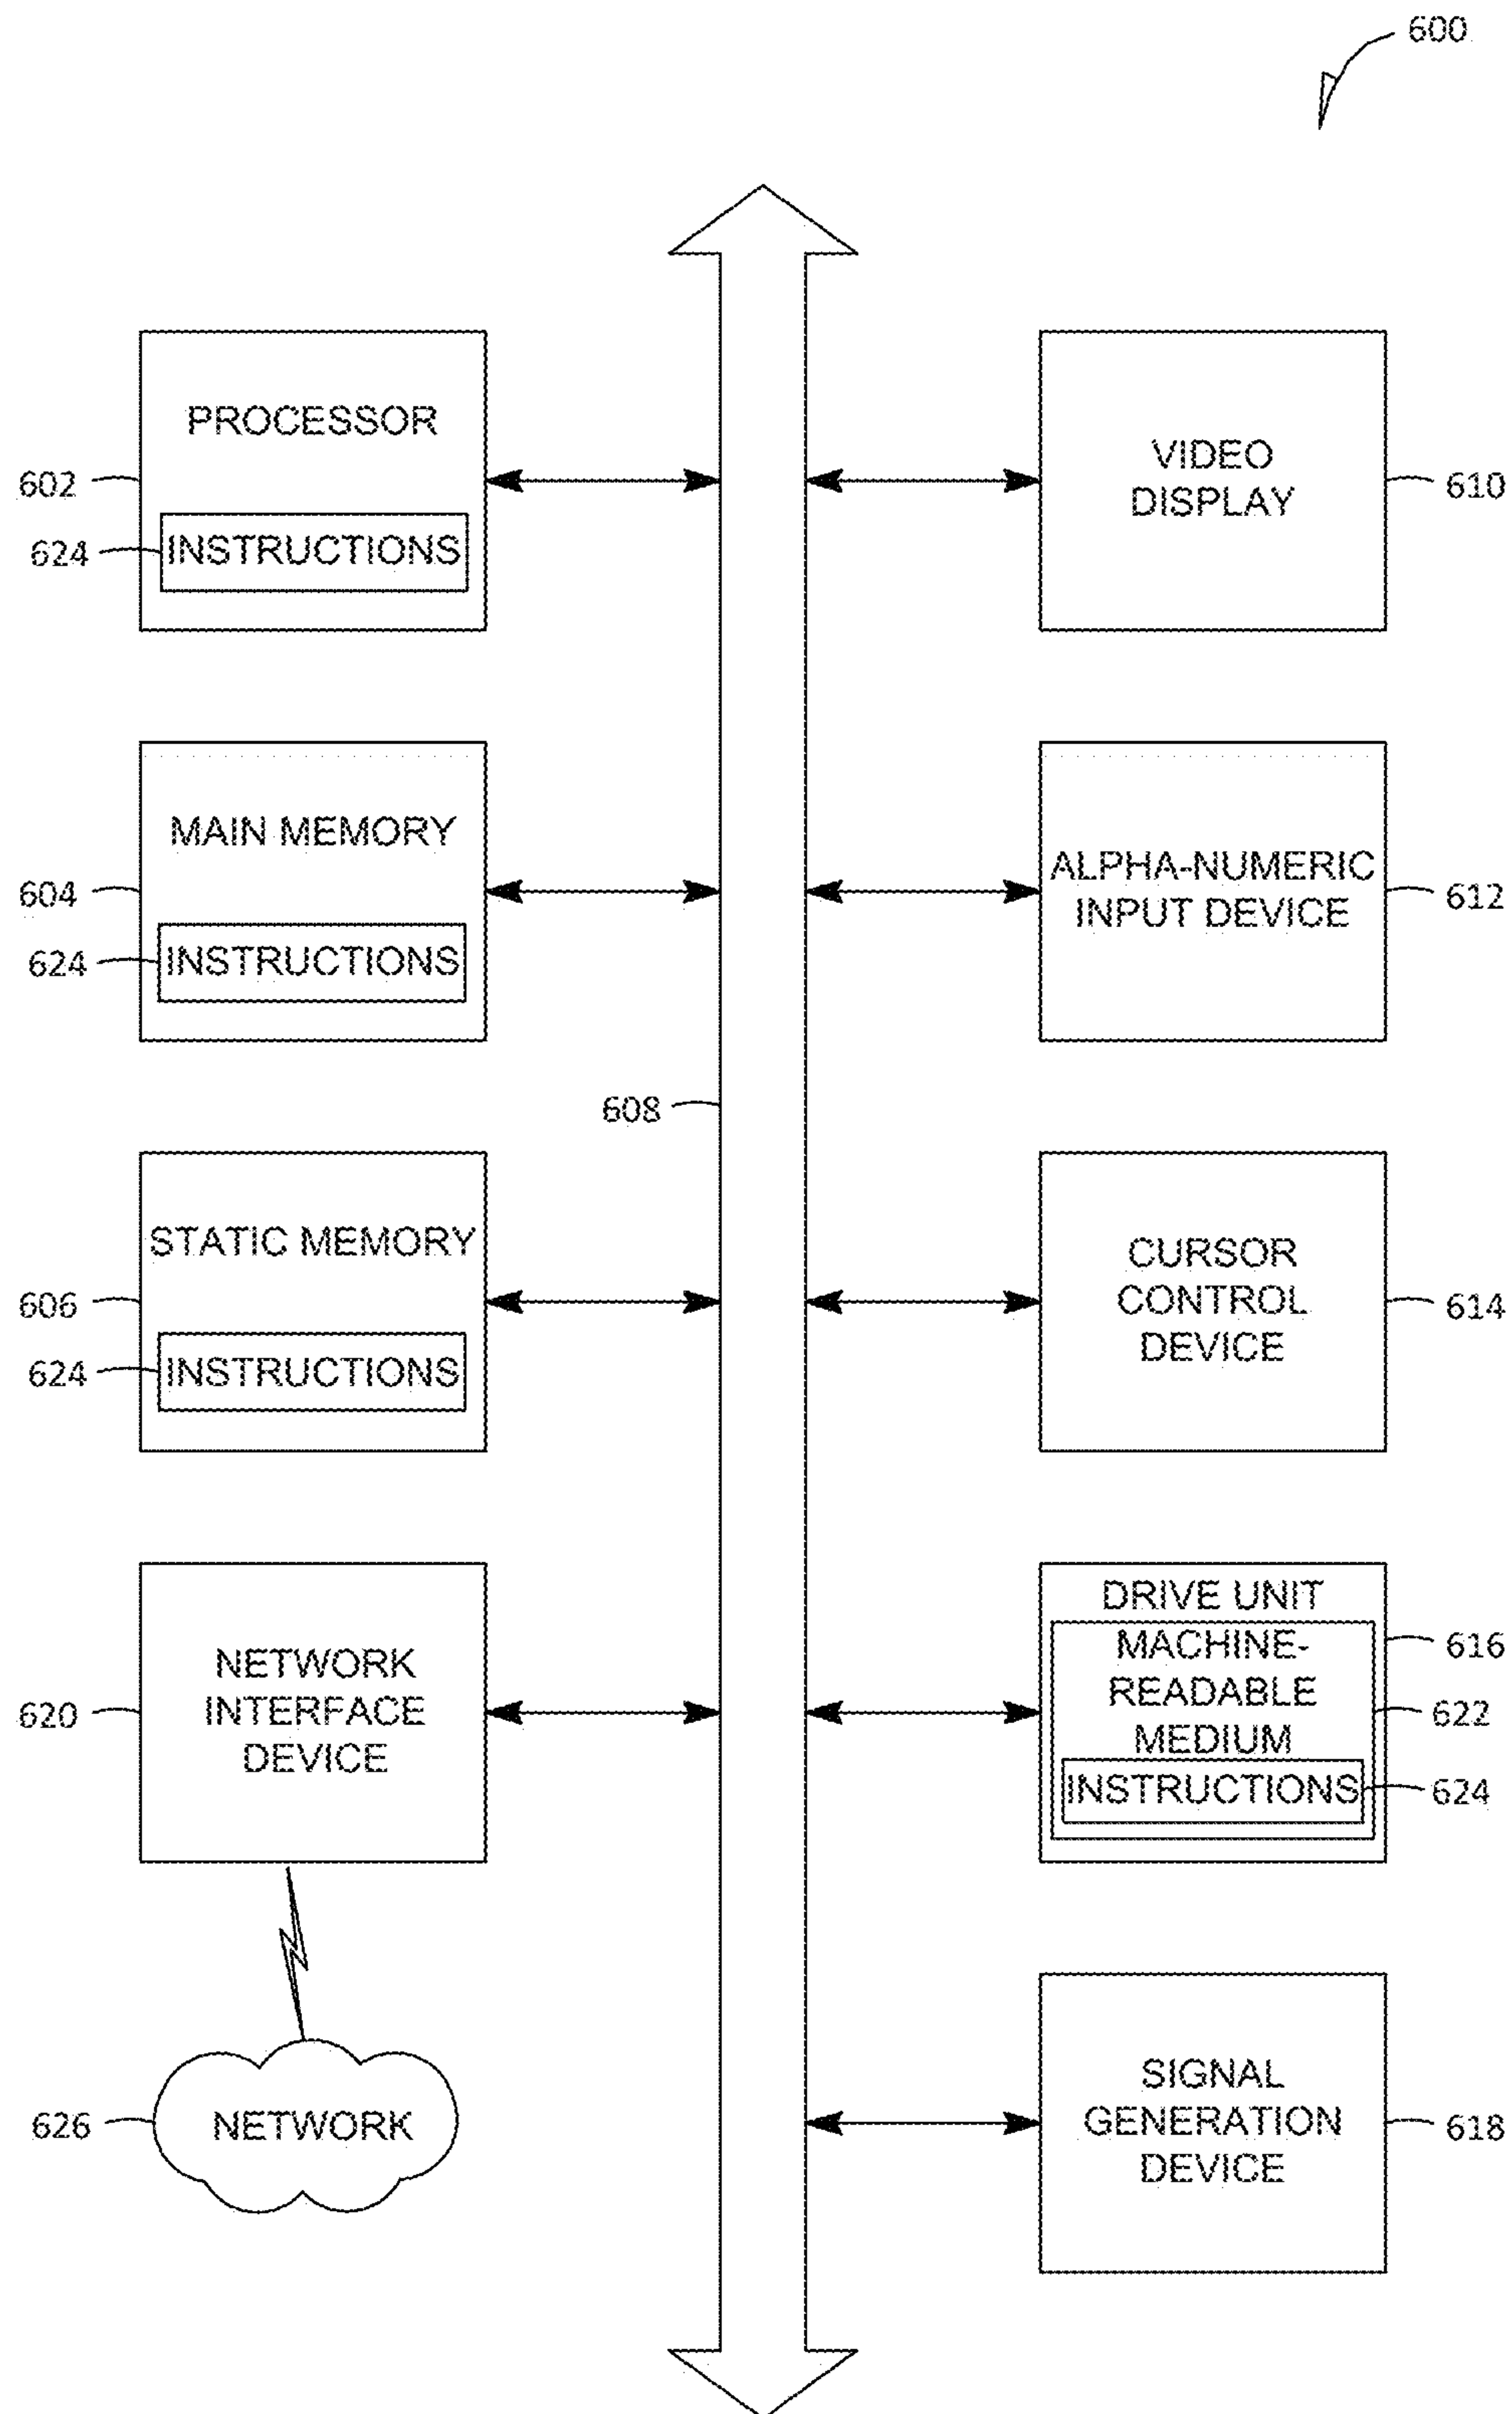 600
PROCESSOR
602
624
INSTRUCTIONS
VIDEO
DISPLAY
610
MAIN MEMORY
604
624
INSTRUCTIONS
ALPHA-NUMERIC
INPUT DEVICE
612
608
STATIC MEMORY
606
624
INSTRUCTIONS
CURSOR
CONTROL
DEVICE
614
NETWORK
INTERFACE
DEVICE
620
DRIVE UNIT
MACHINE-
READABLE
MEDIUM
INSTRUCTIONS
616
622
624
NETWORK
626
SIGNAL
GENERATION
DEVICE
618